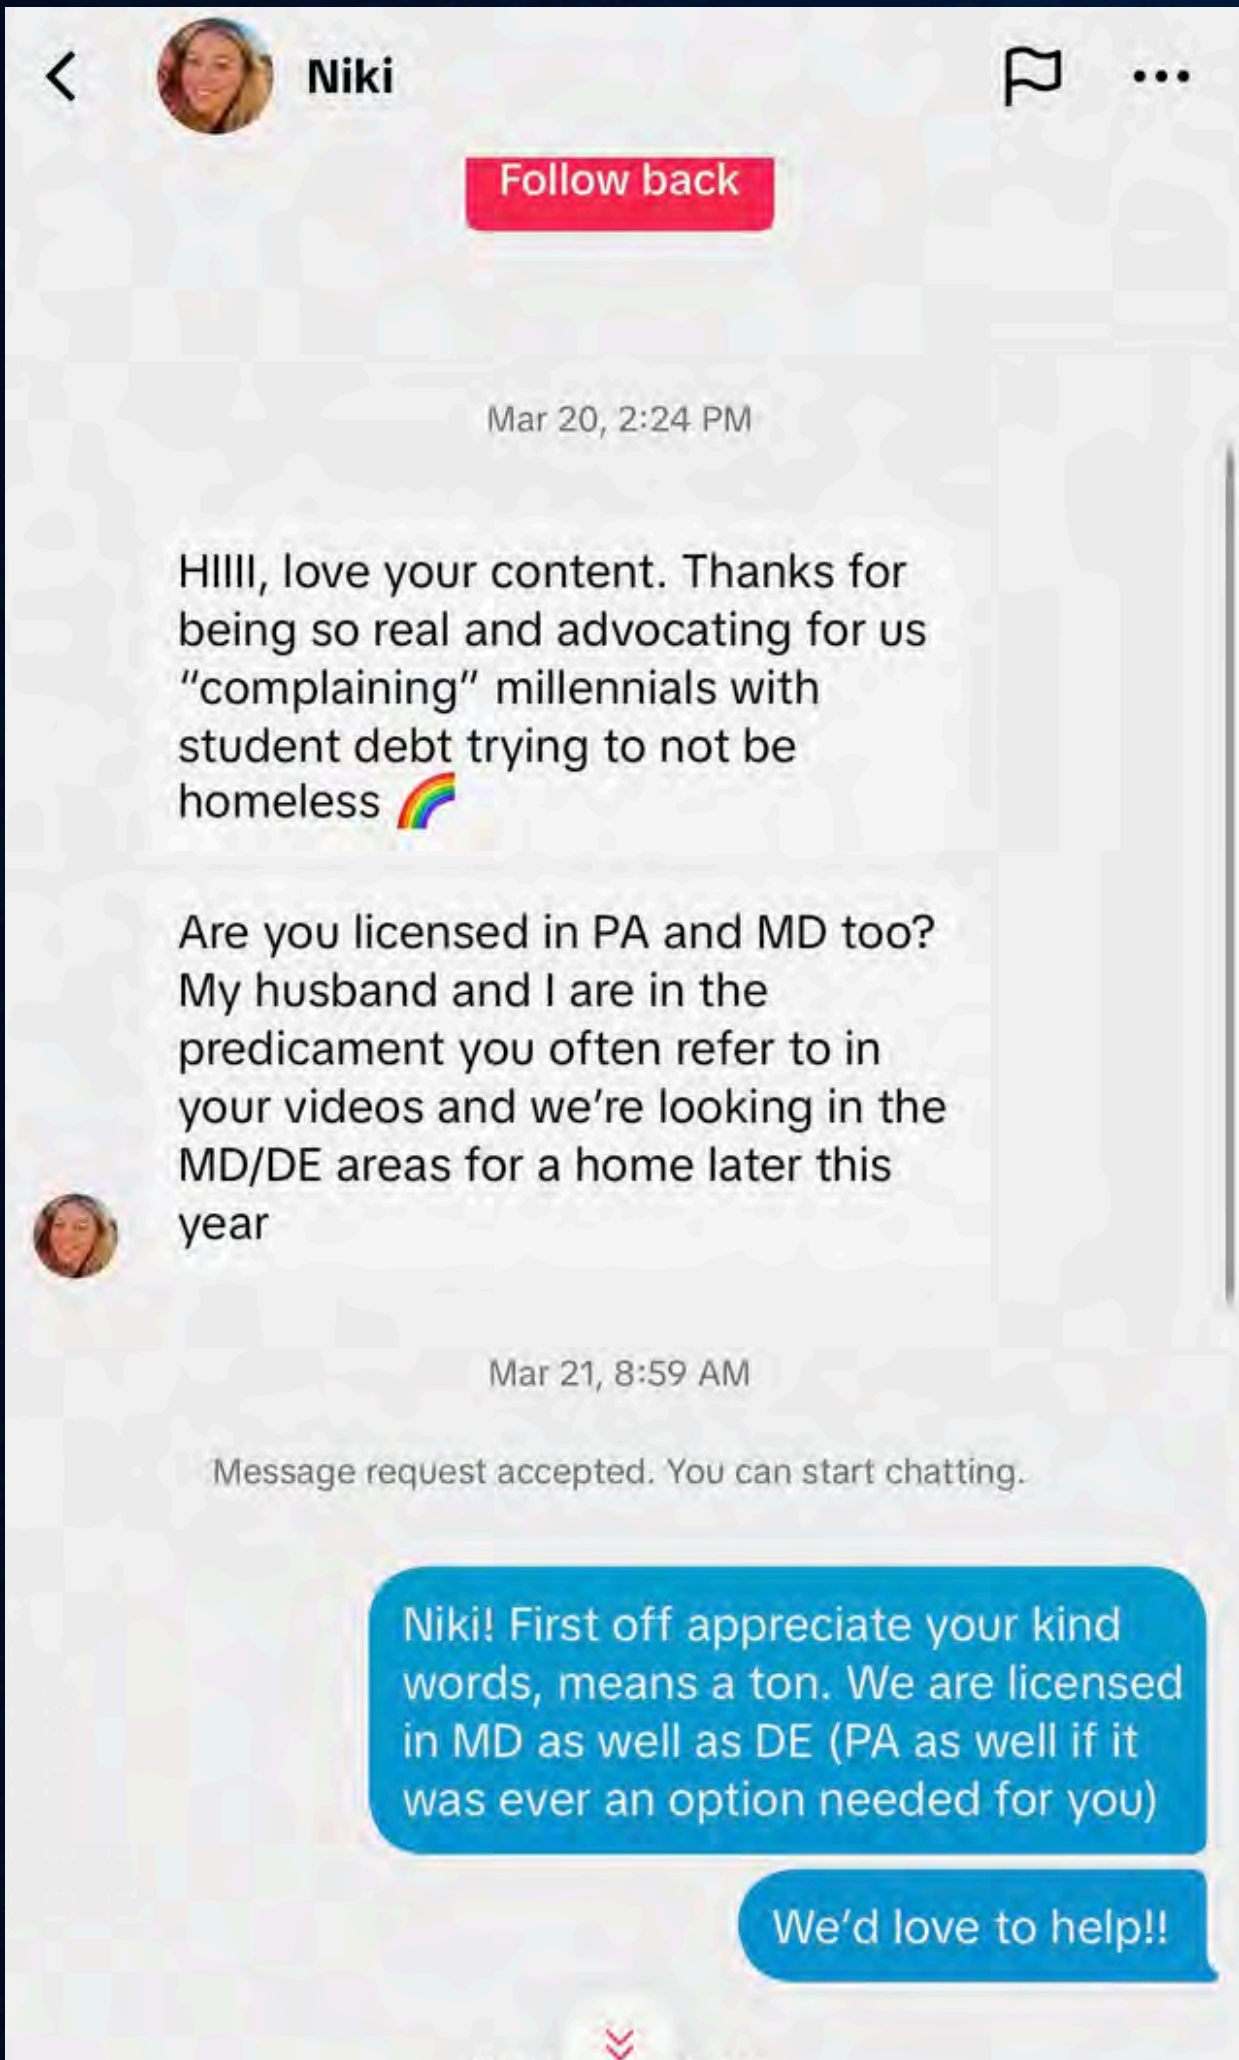 Niki
Follow back
Mar 20, 2:24 PM
HIIII, love your content. Thanks for
being so real and advocating for us
"complaining" millennials with
student debt trying to not be
homeless 🌈
Are you licensed in PA and MD too?
My husband and I are in the
predicament you often refer to in
your videos and we're looking in the
MD/DE areas for a home later this
year
Mar 21, 8:59 AM
Message request accepted. You can start chatting.
Niki! First off appreciate your kind
words, means a ton. We are licensed
in MD as well as DE (PA as well if it
was ever an option needed for you)
We'd love to help!!